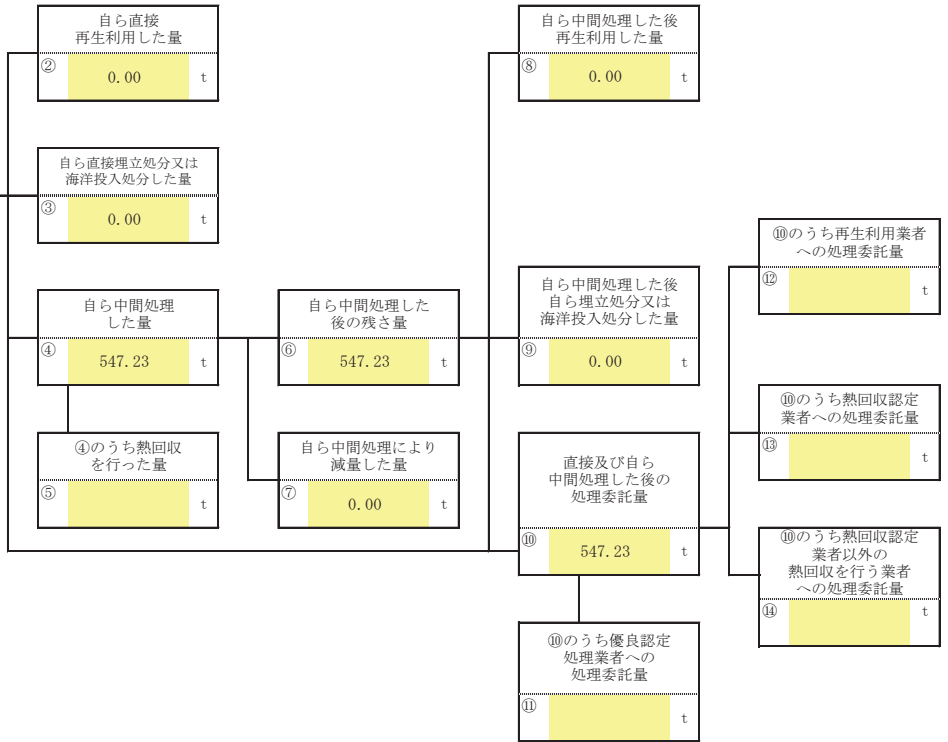 自ら直接
再生利用した量
② 0.00 t
自ら直接埋立処分又は
海洋投入処分した量
③ 0.00 t
自ら中間処理
した量
④ 547.23 t
④のうち熱回収
を行った量
⑤ t
自ら中間処理した
後の残さ量
⑥ 547.23 t
自ら中間処理により
減量した量
⑦ 0.00 t
自ら中間処理した後
再生利用した量
⑧ 0.00 t
自ら中間処理した後
自ら埋立処分又は
海洋投入処分した量
⑨ 0.00 t
直接及び自ら
中間処理した後の
処理委託量
⑩ 547.23 t
⑩のうち優良認定
処理業者への
処理委託量
⑪ t
⑩のうち再生利用業者
への処理委託量
⑫ t
⑩のうち熱回収認定
業者への処理委託量
⑬ t
⑩のうち熱回収認定
業者以外の
熱回収を行う業者
への処理委託量
⑭ t